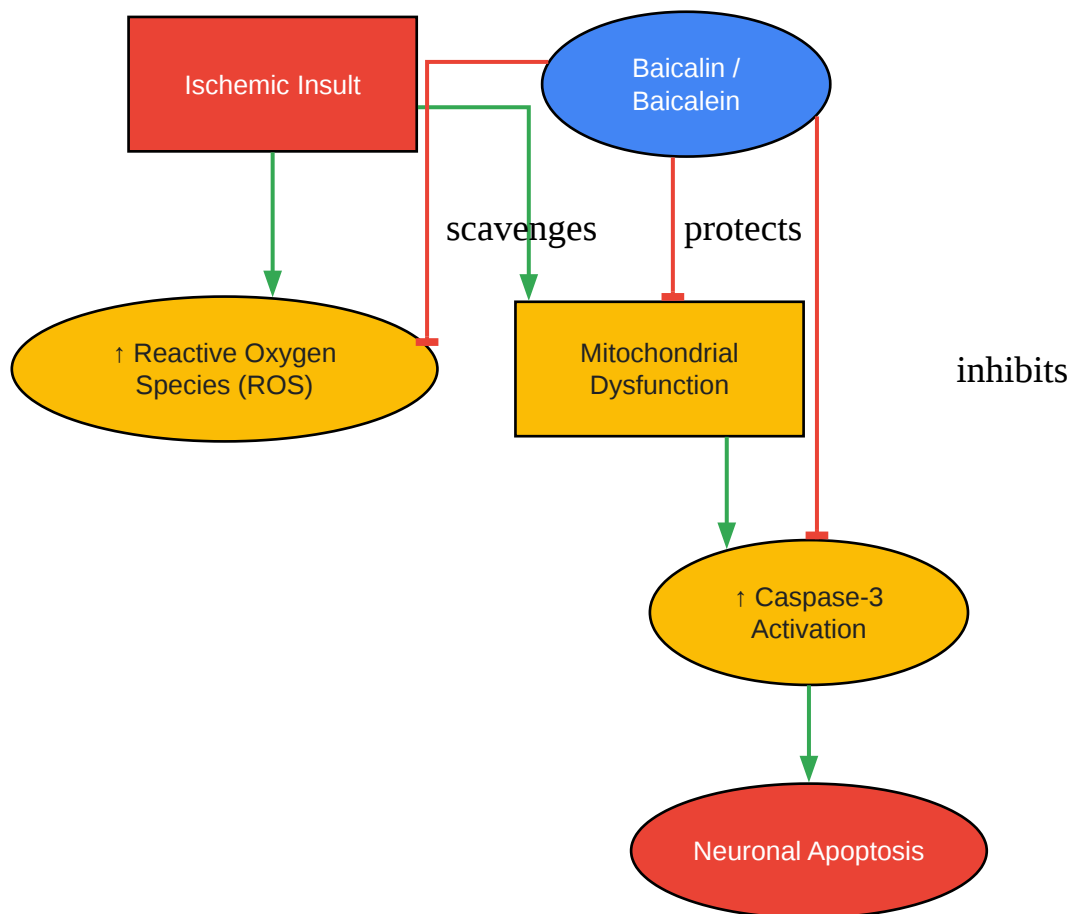 Ischemic Insult
Baicalin /
Baicalein
scavenges
protects
↑ Reactive Oxygen
Species (ROS)
Mitochondrial
Dysfunction
inhibits
↑ Caspase-3
Activation
Neuronal Apoptosis